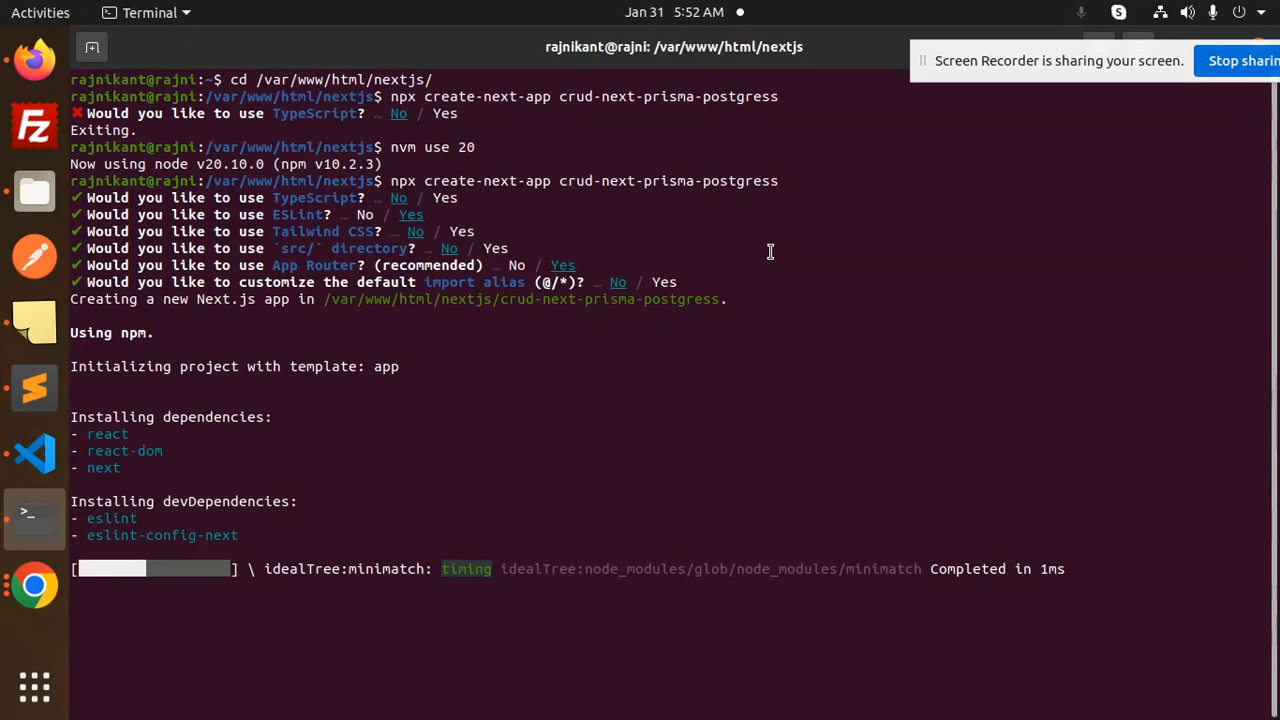 Activities Terminal Jan 31 5:52 AM
rajnikant@rajni: /var/www/html/nextjs
Screen Recorder is sharing your screen. Stop sharin
rajnikant@rajni:~$ cd /var/www/html/nextjs/
rajnikant@rajni:/var/www/html/nextjs$ npx create-next-app crud-next-prisma-postgress
✖ Would you like to use TypeScript? … No / Yes
Exiting.
rajnikant@rajni:/var/www/html/nextjs$ nvm use 20
Now using node v20.10.0 (npm v10.2.3)
rajnikant@rajni:/var/www/html/nextjs$ npx create-next-app crud-next-prisma-postgress
✔ Would you like to use TypeScript? … No / Yes
✔ Would you like to use ESLint? … No / Yes
✔ Would you like to use Tailwind CSS? … No / Yes
✔ Would you like to use `src/` directory? … No / Yes
✔ Would you like to use App Router? (recommended) … No / Yes
✔ Would you like to customize the default import alias (@/*)? … No / Yes
Creating a new Next.js app in /var/www/html/nextjs/crud-next-prisma-postgress.
Using npm.
Initializing project with template: app
Installing dependencies:
- react
- react-dom
- next
Installing devDependencies:
- eslint
- eslint-config-next
[ ] \ idealTree:minimatch: timing idealTree:node_modules/glob/node_modules/minimatch Completed in 1ms